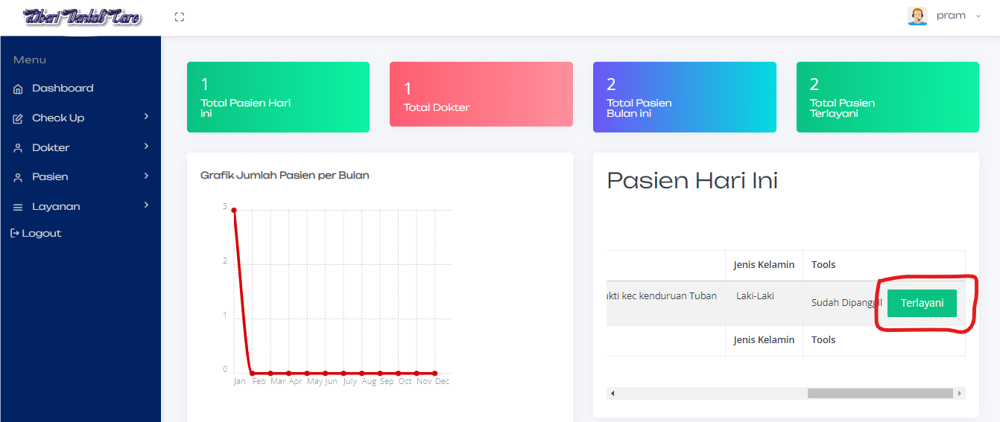 Alberi Dental Care
pram
Menu
Dashboard
Check Up
Dokter
Pasien
Layanan
Logout
1
Total Pasien Hari
ini
1
Total Dokter
2
Total Pasien
Bulan ini
2
Total Pasien
Terlayani
Grafik Jumlah Pasien per Bulan
3
2
1
0
Jan Feb Mar Apr May Jun July Aug Sep Oct Nov Dec
Pasien Hari Ini
Jenis Kelamin Tools
ukti kec kenduruan Tuban Laki-Laki Sudah Dipanggil Terlayani
Jenis Kelamin Tools